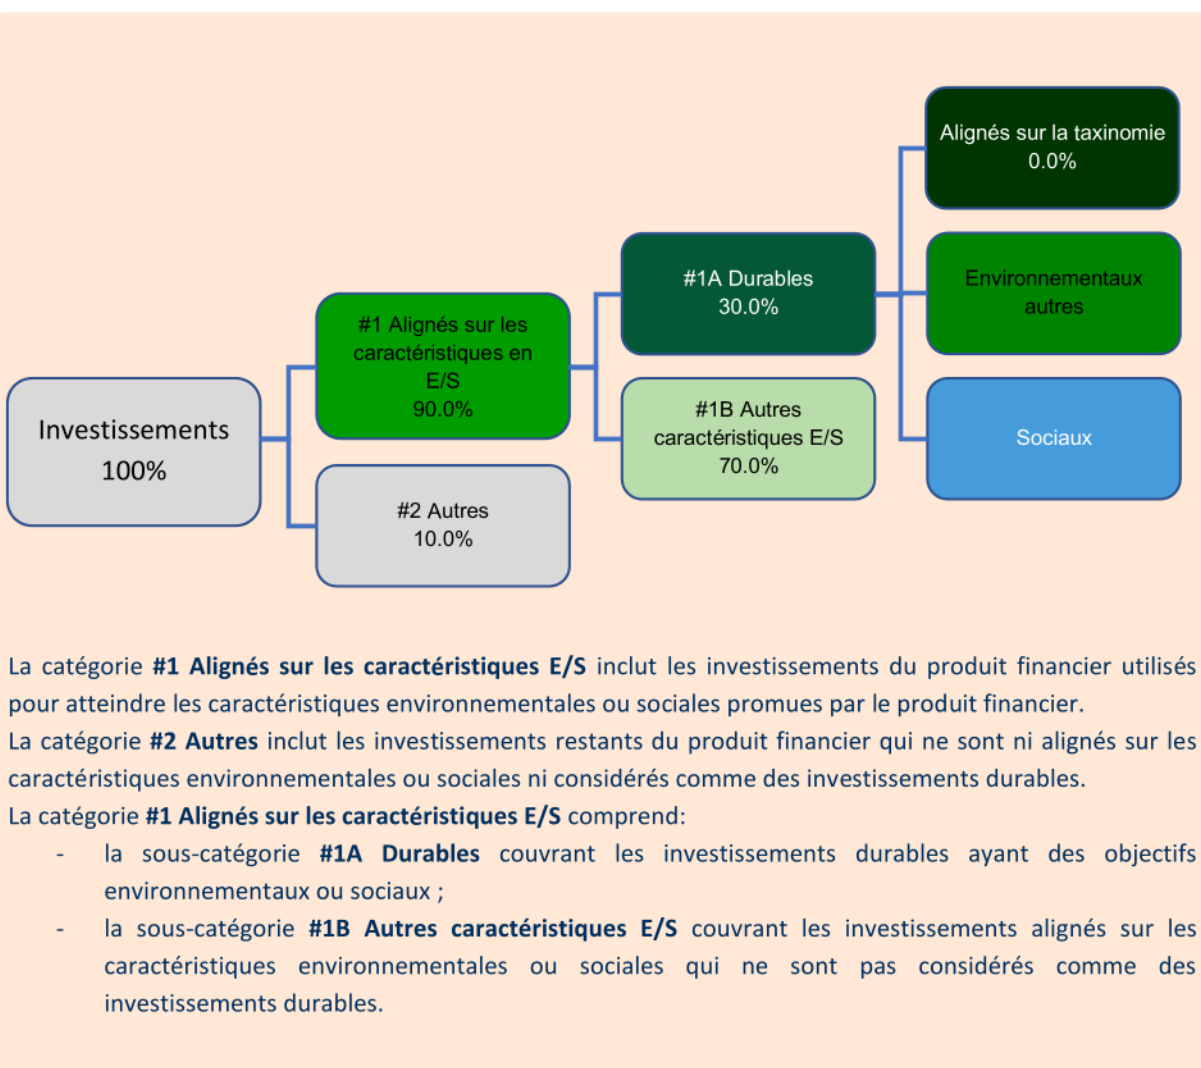 Alignés sur la taxinomie
0.0%
#1A Durables
30.0%
Environnementaux
autres
#1 Alignés sur les
caractéristiques en
E/S
90.0%
Investissements
100%
#1B Autres
caractéristiques E/S
70.0%
Sociaux
#2 Autres
10.0%
La catégorie #1 Alignés sur les caractéristiques E/S inclut les investissements du produit financier utilisés
pour atteindre les caractéristiques environnementales ou sociales promues par le produit financier.
La catégorie #2 Autres inclut les investissements restants du produit financier qui ne sont ni alignés sur les
caractéristiques environnementales ou sociales ni considérés comme des investissements durables.
La catégorie #1 Alignés sur les caractéristiques E/S comprend:
- la sous-catégorie #1A Durables couvrant les investissements durables ayant des objectifs
environnementaux ou sociaux ;
- la sous-catégorie #1B Autres caractéristiques E/S couvrant les investissements alignés sur les
caractéristiques environnementales ou sociales qui ne sont pas considérés comme des
investissements durables.